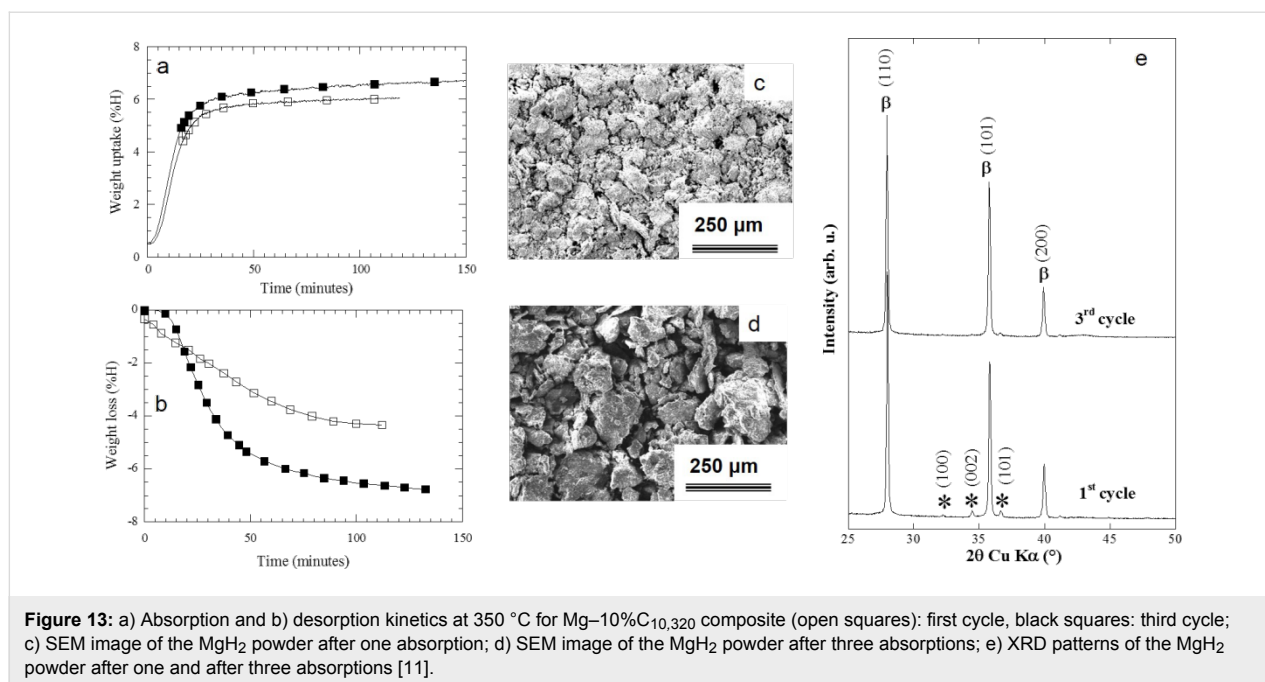 a
8
6
4
2
0
Weight uptake (%H)
0
50
100
150
Time (minutes)
b
0
-2
-4
-6
-8
Weight loss (%H)
0
50
100
150
Time (minutes)
c
250 µm
d
250 µm
e
(110)
β
(101)
β
(200)
β
3rd cycle
(100)
*
(002)
*
(101)
*
1st cycle
Intensity (arb. u.)
25
30
35
40
45
50
2θ Cu Kα (°)
Figure 13: a) Absorption and b) desorption kinetics at 350 °C for Mg–10%C10,320 composite (open squares): first cycle, black squares: third cycle;
c) SEM image of the MgH2 powder after one absorption; d) SEM image of the MgH2 powder after three absorptions; e) XRD patterns of the MgH2
powder after one and after three absorptions [11].